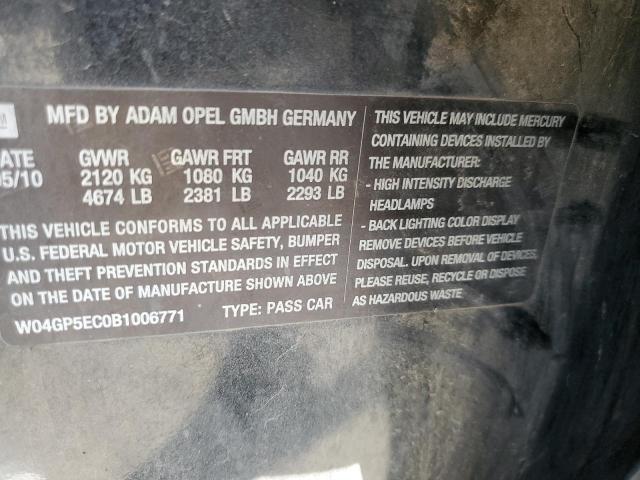 GM
MFD BY ADAM OPEL GMBH GERMANY
ATE GVWR GAWR FRT GAWR RR
05/10 2120 KG 1080 KG 1040 KG
4674 LB 2381 LB 2293 LB
THIS VEHICLE CONFORMS TO ALL APPLICABLE
U.S. FEDERAL MOTOR VEHICLE SAFETY, BUMPER
AND THEFT PREVENTION STANDARDS IN EFFECT
ON THE DATE OF MANUFACTURE SHOWN ABOVE
W04GP5EC0B1006771 TYPE: PASS CAR
THIS VEHICLE MAY INCLUDE MERCURY
CONTAINING DEVICES INSTALLED BY
THE MANUFACTURER:
- HIGH INTENSITY DISCHARGE
HEADLAMPS
- BACK LIGHTING COLOR DISPLAY
REMOVE DEVICES BEFORE VEHICLE
DISPOSAL. UPON REMOVAL OF DEVICES,
PLEASE REUSE, RECYCLE OR DISPOSE
AS HAZARDOUS WASTE